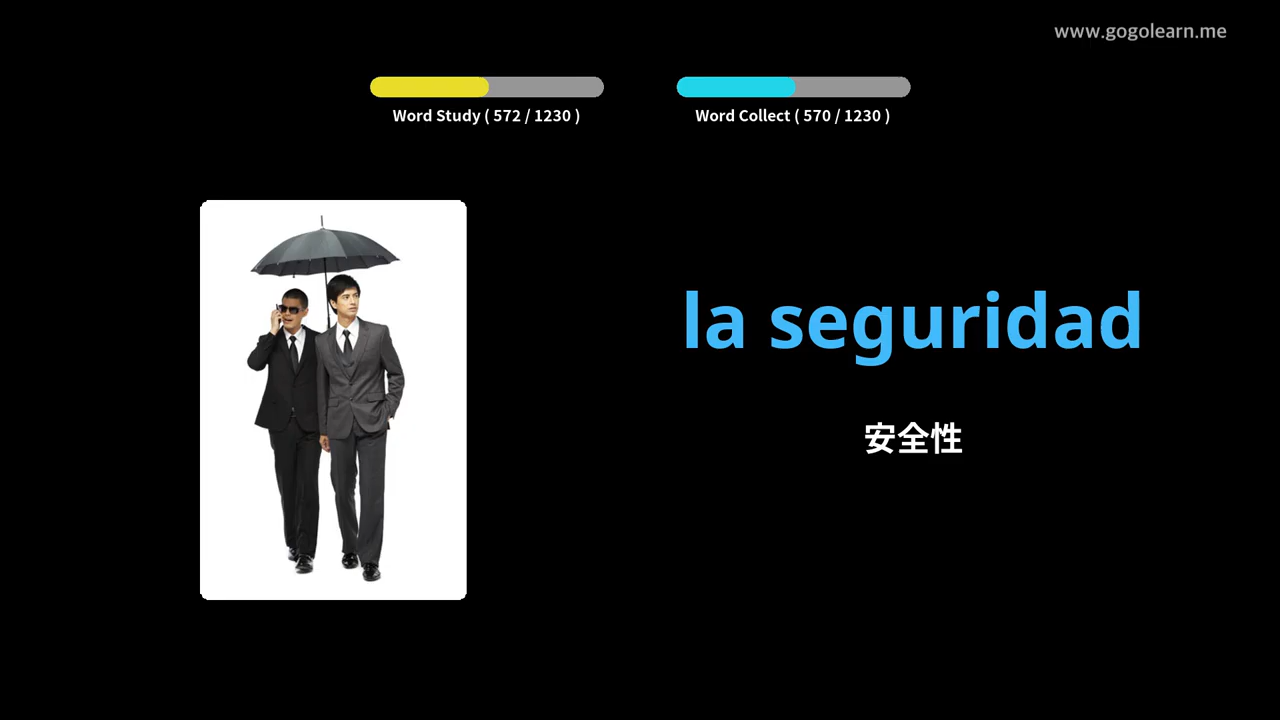 www.gogolearn.me
Word Study ( 572 / 1230 )
Word Collect ( 570 / 1230 )
la seguridad
安全性